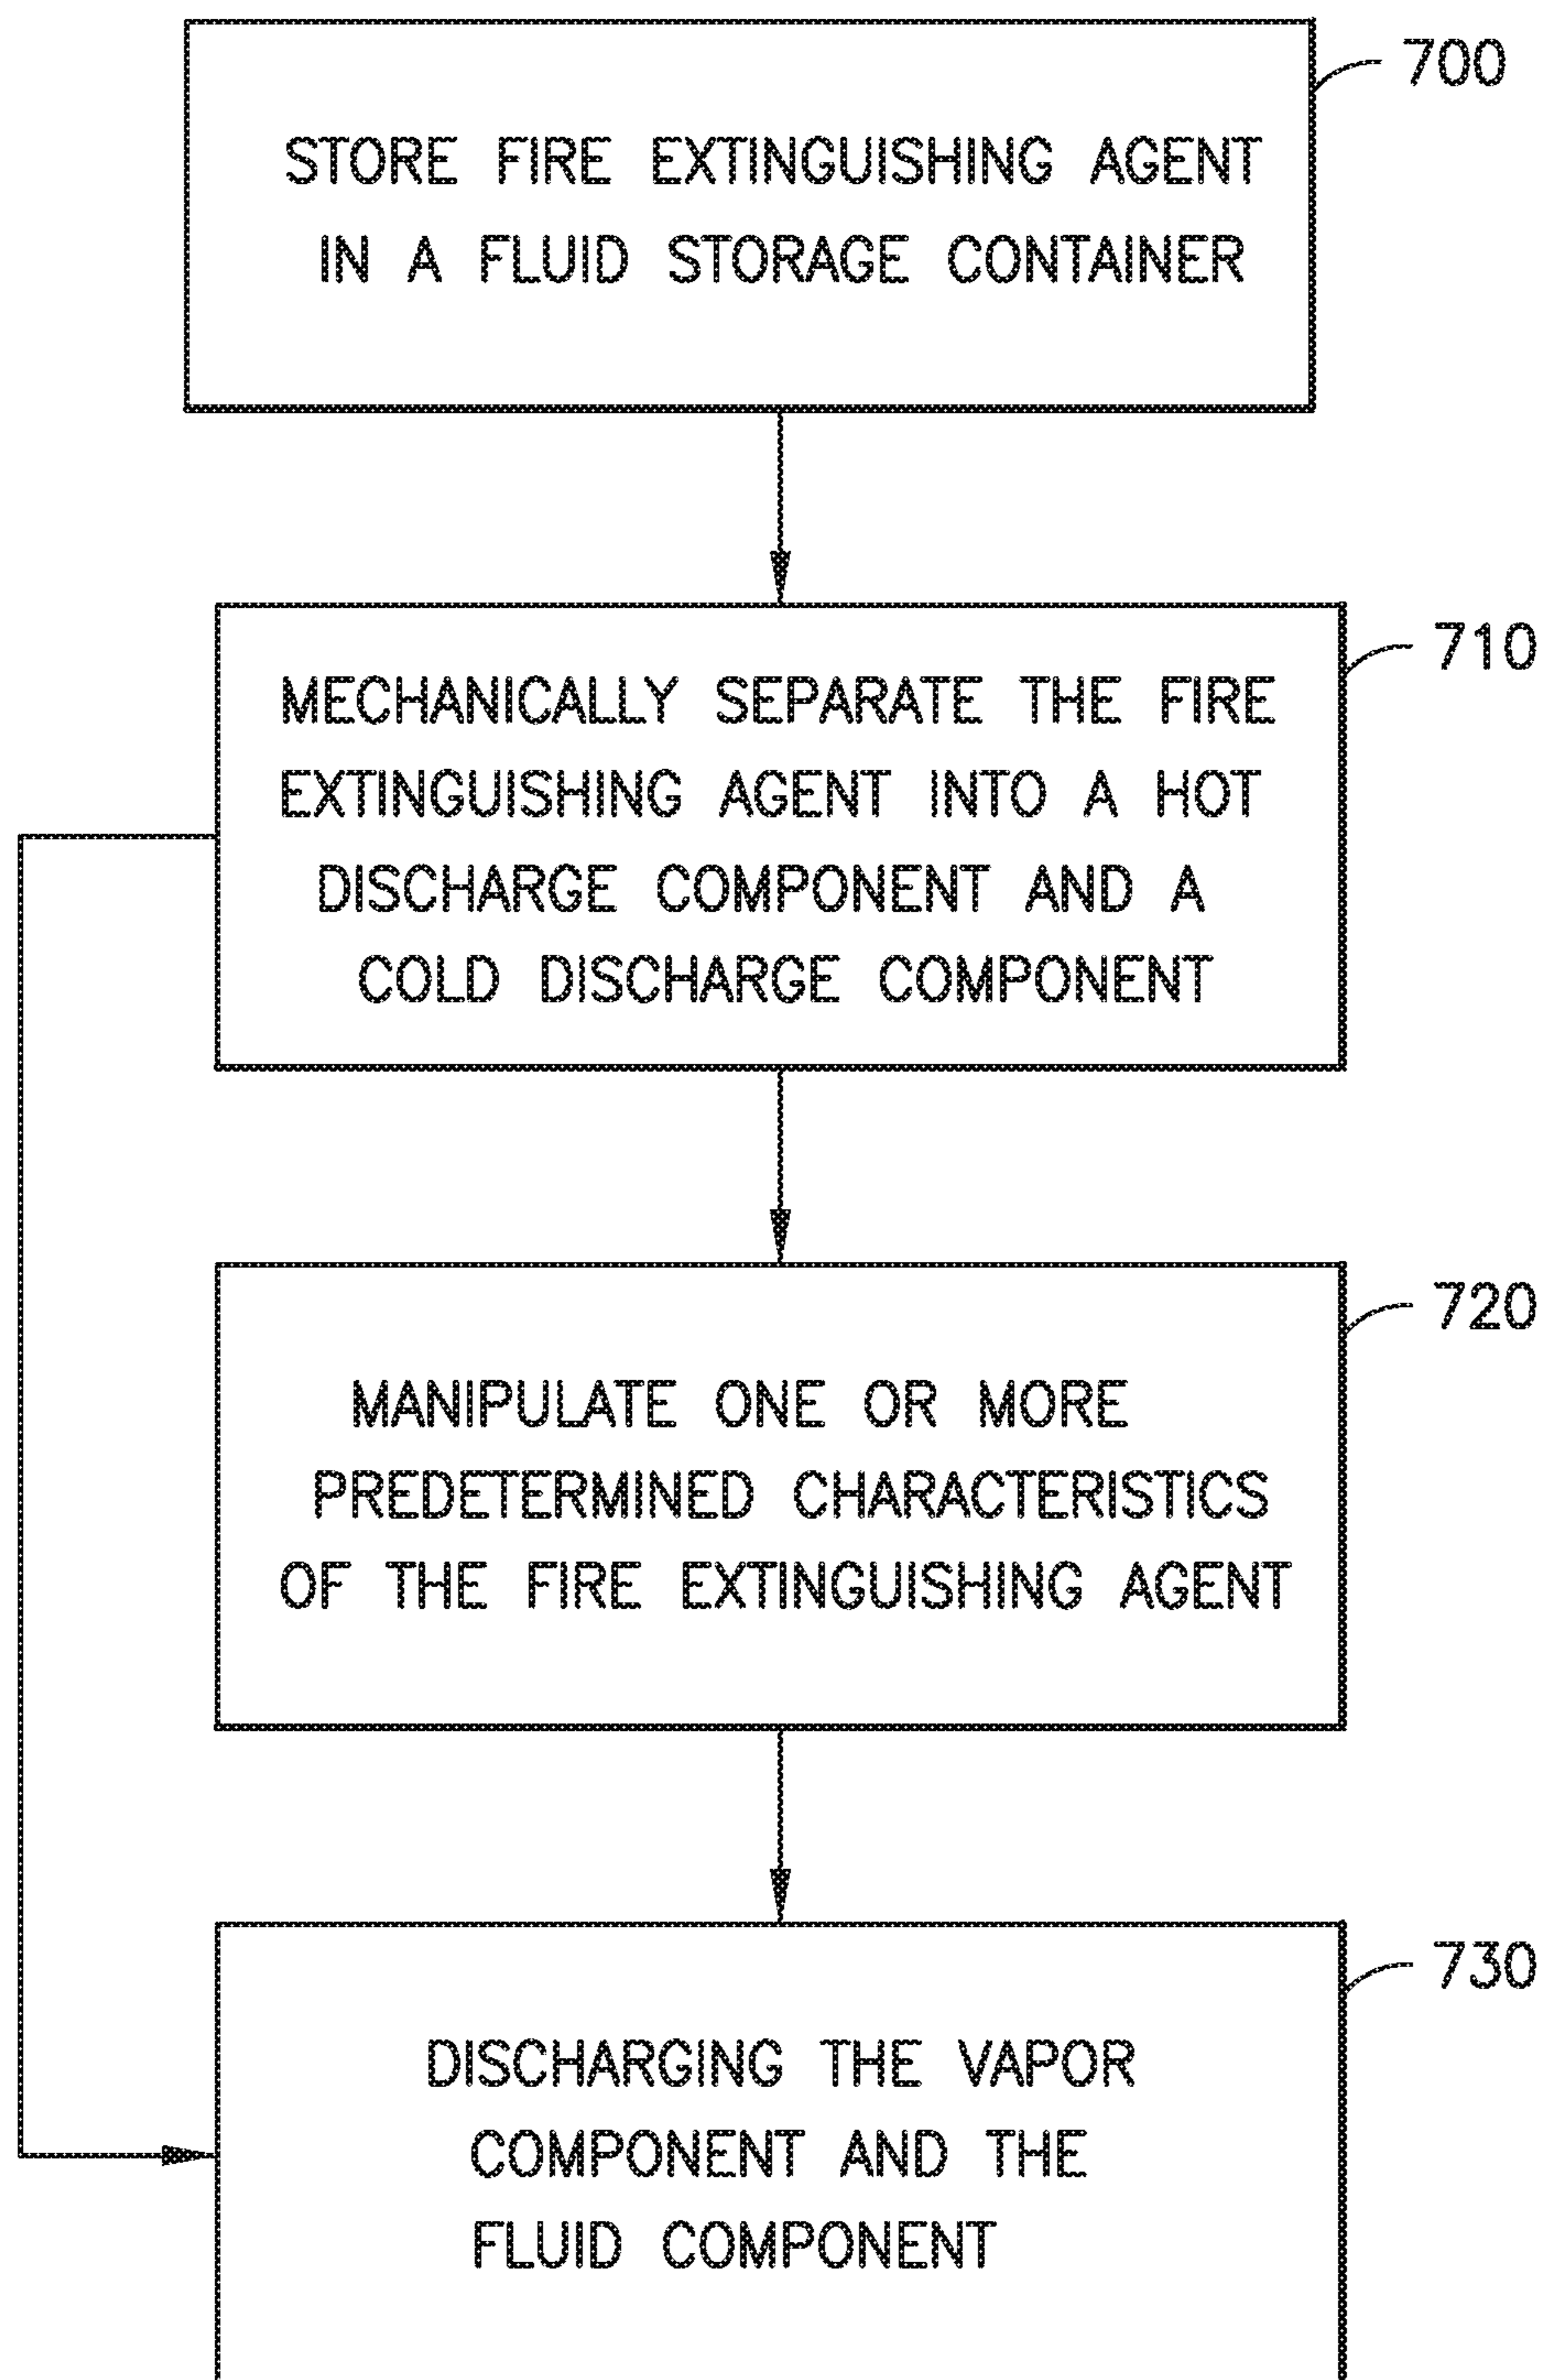 700
STORE FIRE EXTINGUISHING AGENT
IN A FLUID STORAGE CONTAINER
710
MECHANICALLY SEPARATE THE FIRE
EXTINGUISHING AGENT INTO A HOT
DISCHARGE COMPONENT AND A
COLD DISCHARGE COMPONENT
720
MANIPULATE ONE OR MORE
PREDETERMINED CHARACTERISTICS
OF THE FIRE EXTINGUISHING AGENT
730
DISCHARGING THE VAPOR
COMPONENT AND THE
FLUID COMPONENT